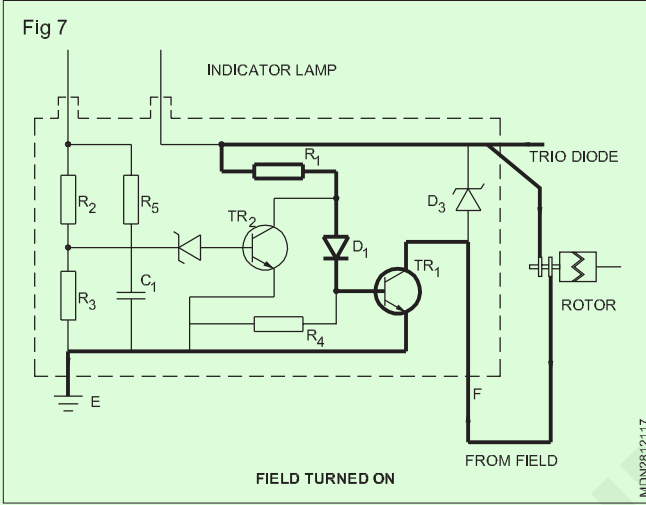 Fig 7
INDICATOR LAMP
R1
TRIO DIODE
R2
R5
TR2
D3
D1
TR1
R3
C1
R4
ROTOR
E
F
FROM FIELD
FIELD TURNED ON
MDN2812117